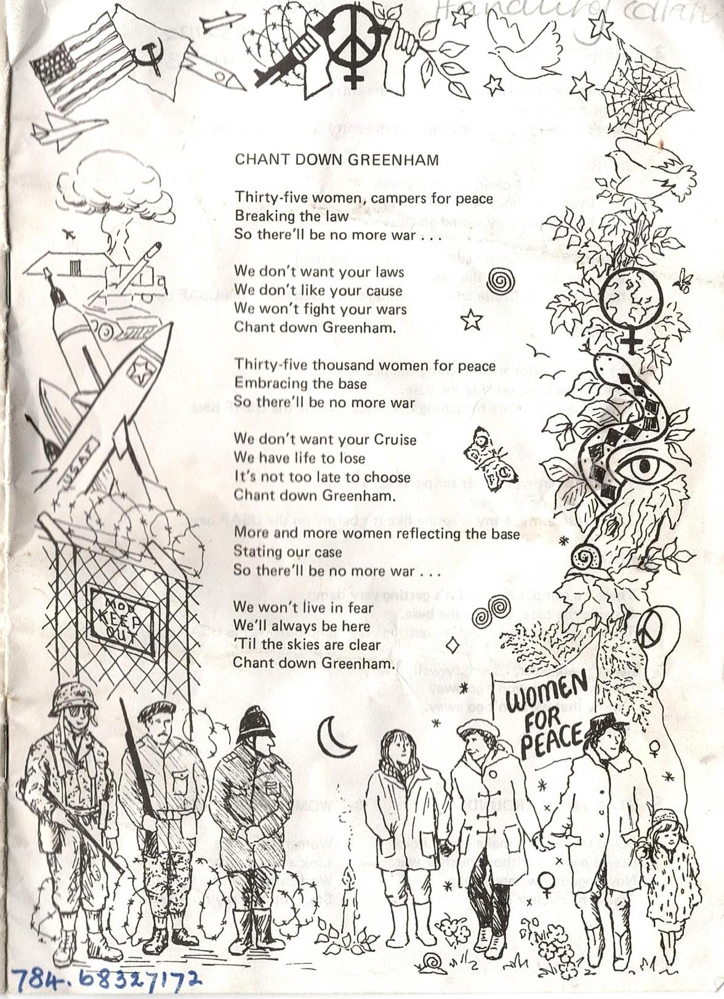 CHANT DOWN GREENHAM
Thirty-five women, campers for peace
Breaking the law
So there'll be no more war . . .
We don't want your laws
We don't like your cause
We won't fight your wars
Chant down Greenham.
Thirty-five thousand women for peace
Embracing the base
So there'll be no more war
We don't want your Cruise
We have life to lose
It's not too late to choose
Chant down Greenham.
More and more women reflecting the base
Stating our case
So there'll be no more war . . .
We won't live in fear
We'll always be here
'Til the skies are clear
Chant down Greenham.
USAF
MOD
KEEP
OUT
WOMEN
FOR
PEACE
784.68327172